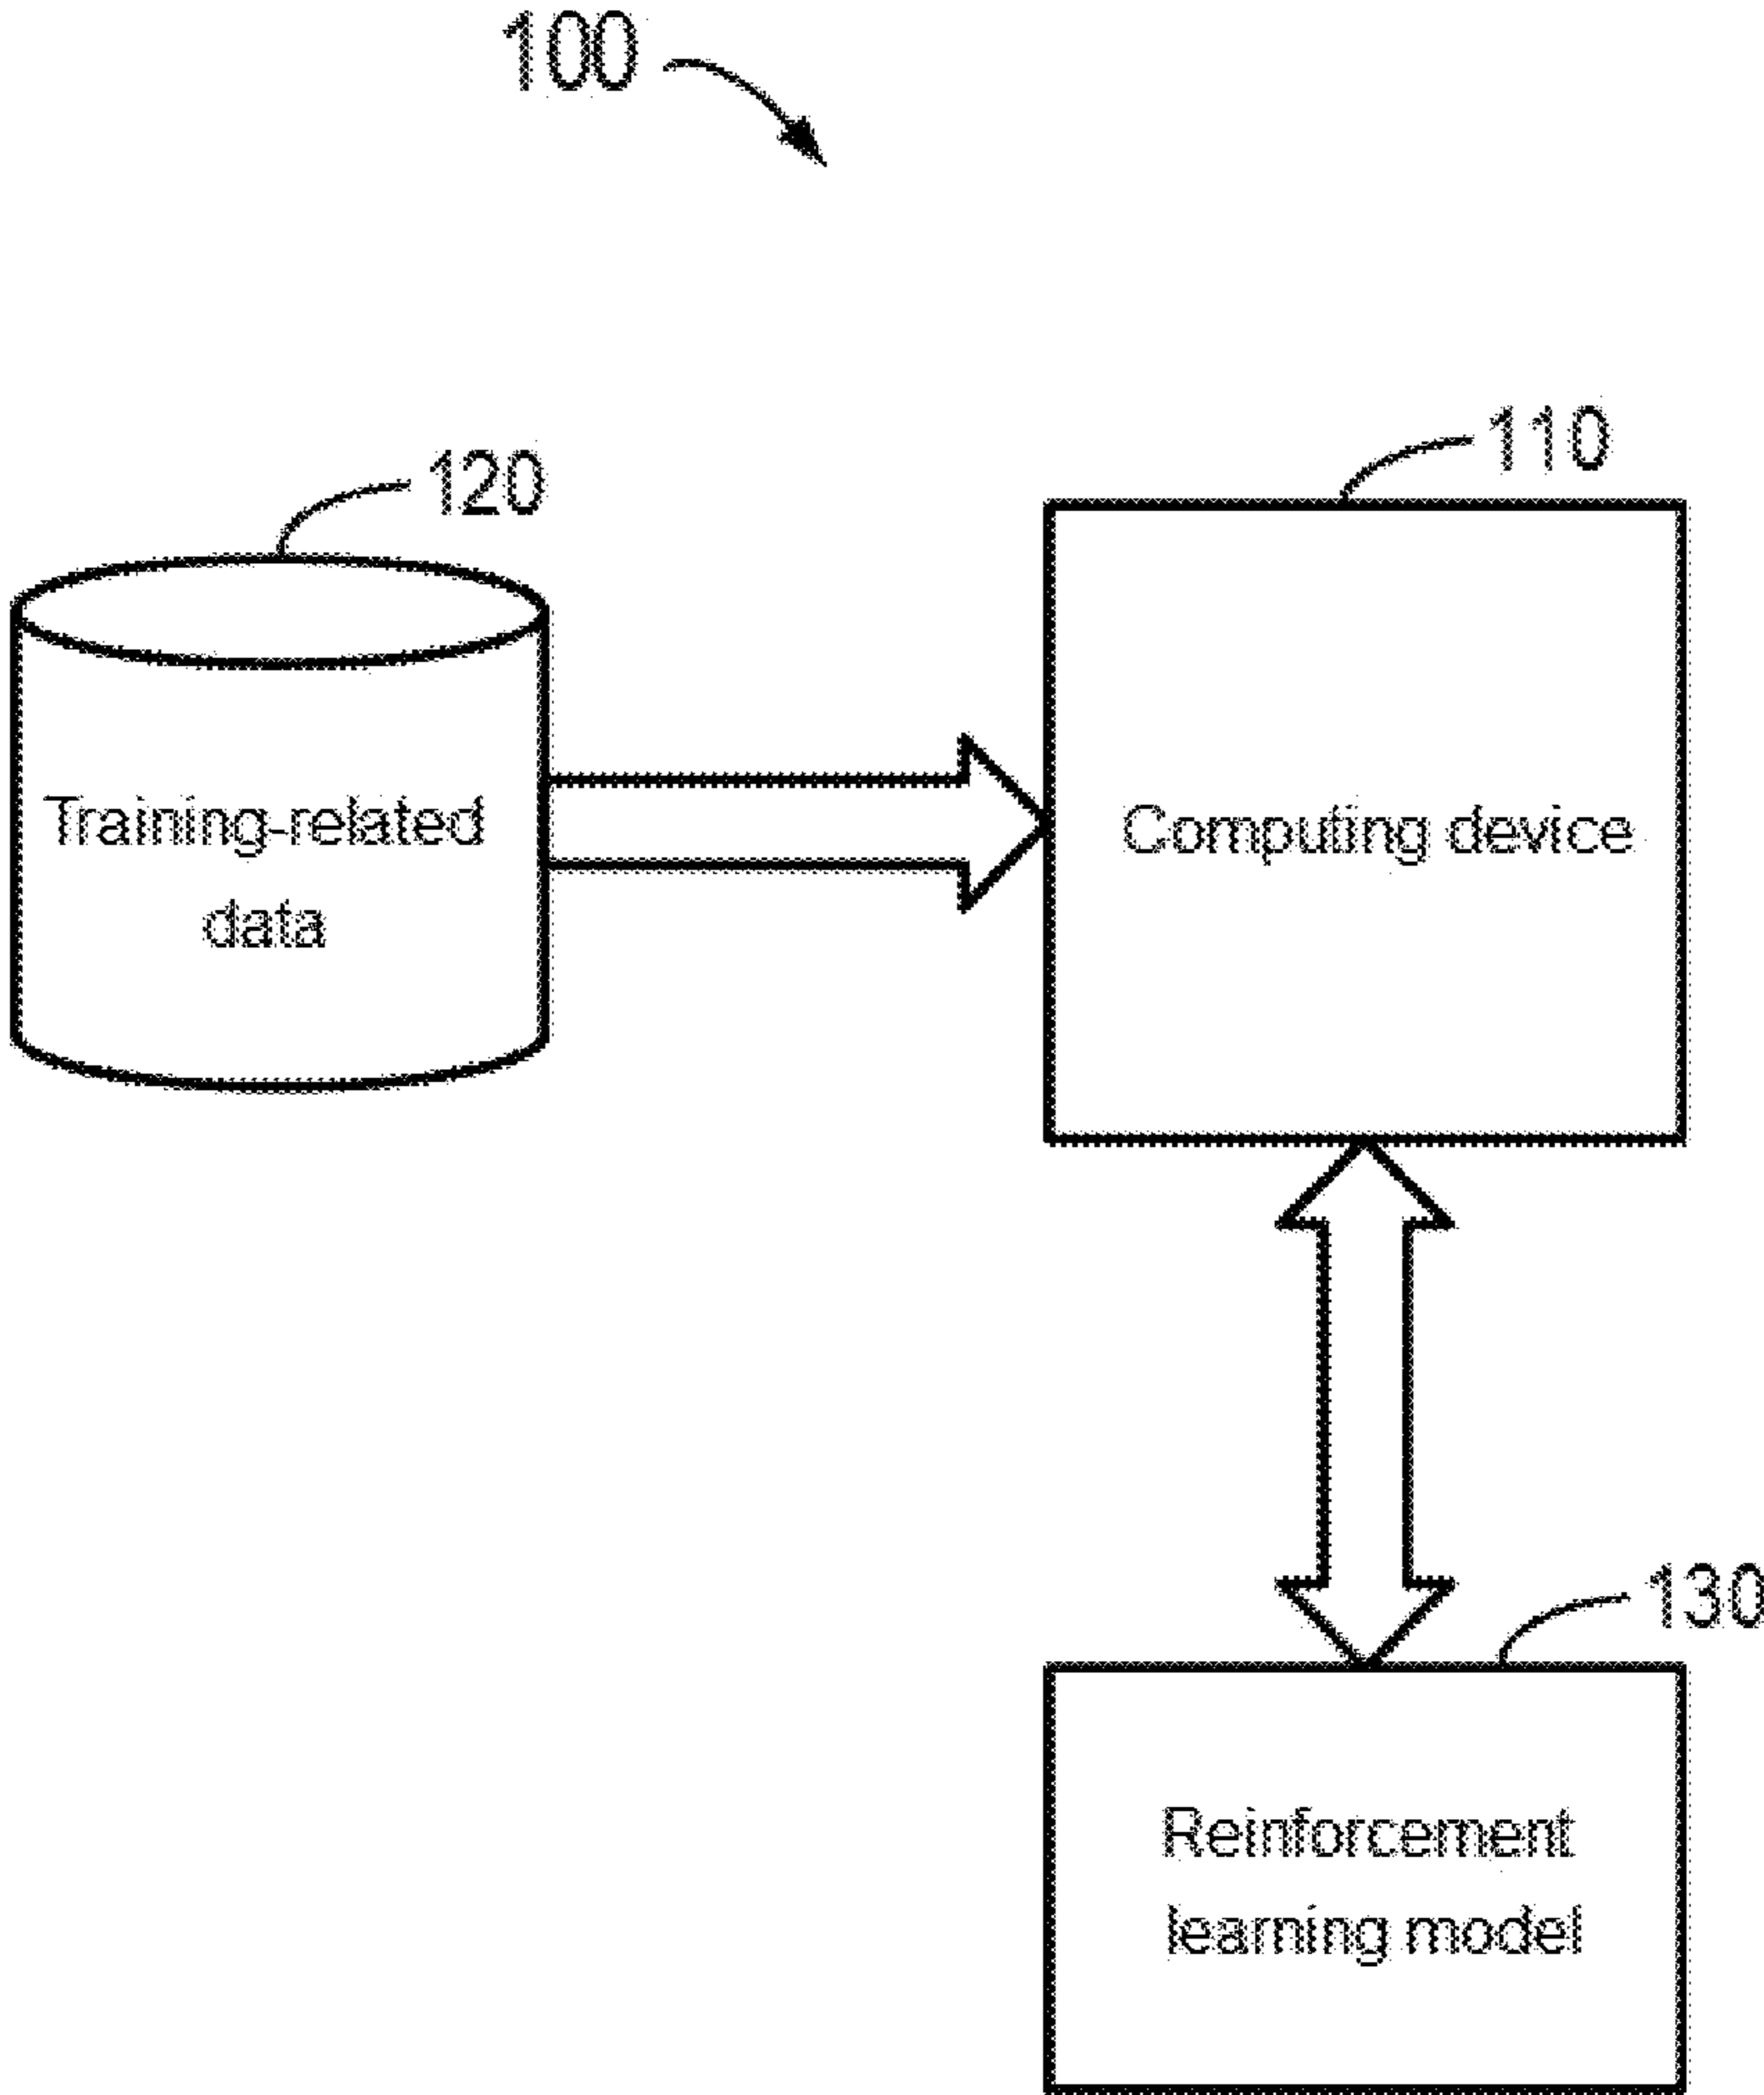 100
110
120
Training-related
data
Computing device
130
Reinforcement
learning model